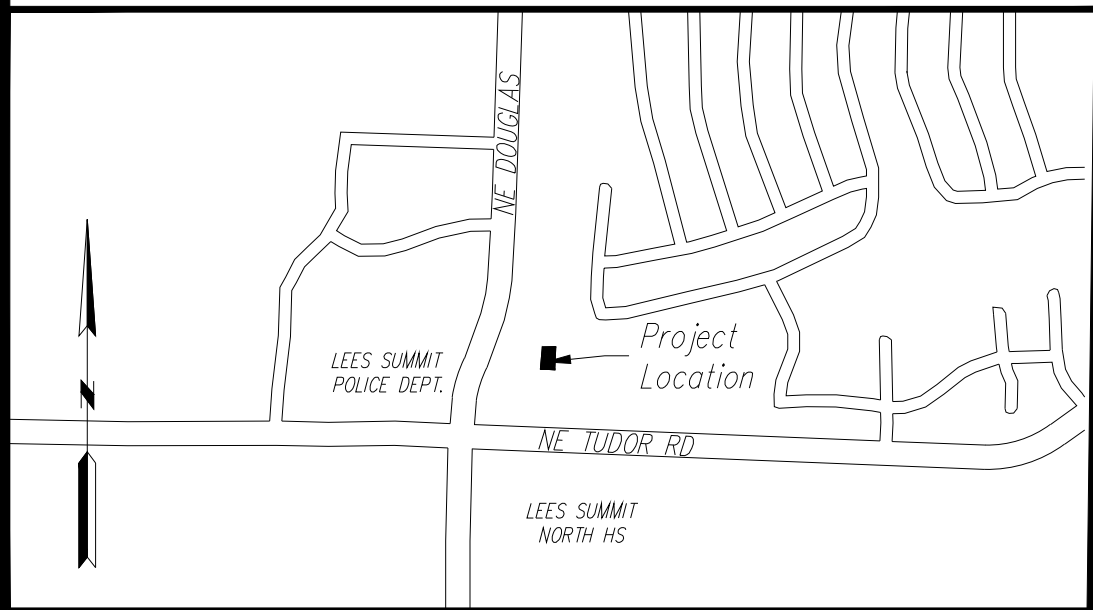 NE DOUGLAS
LEES SUMMIT
POLICE DEPT.
Project
Location
N
NE TUDOR RD
LEES SUMMIT
NORTH HS